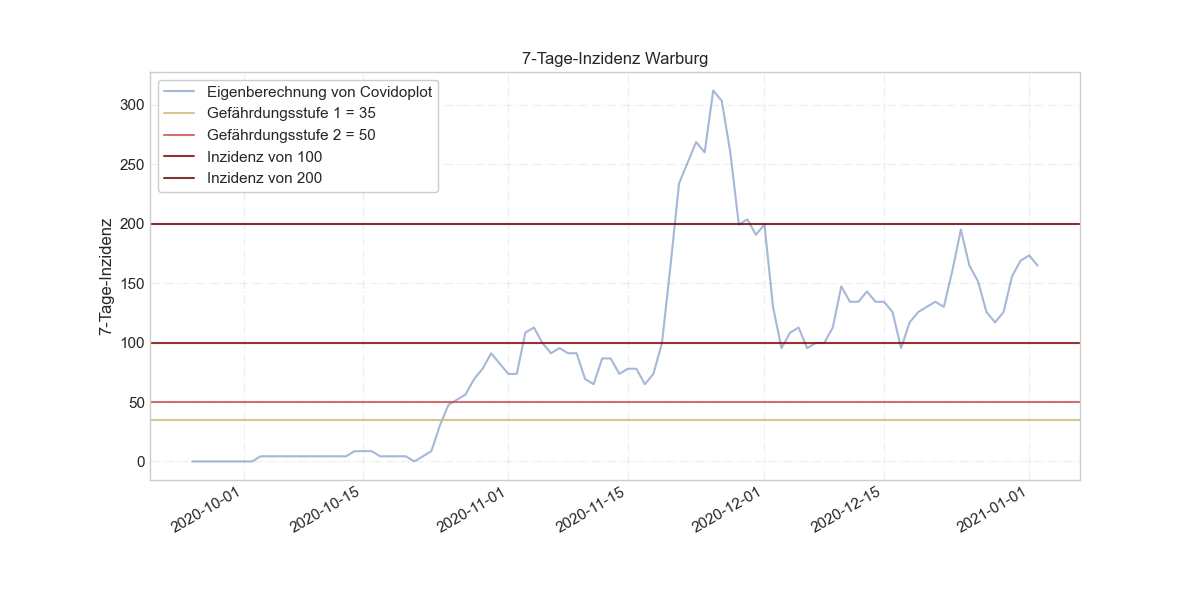 7-Tage-Inzidenz Warburg
Eigenberechnung von Covidoplot
Gefährdungsstufe 1 = 35
Gefährdungsstufe 2 = 50
Inzidenz von 100
Inzidenz von 200
7-Tage-Inzidenz
300
250
200
150
100
50
0
2020-10-01
2020-10-15
2020-11-01
2020-11-15
2020-12-01
2020-12-15
2021-01-01